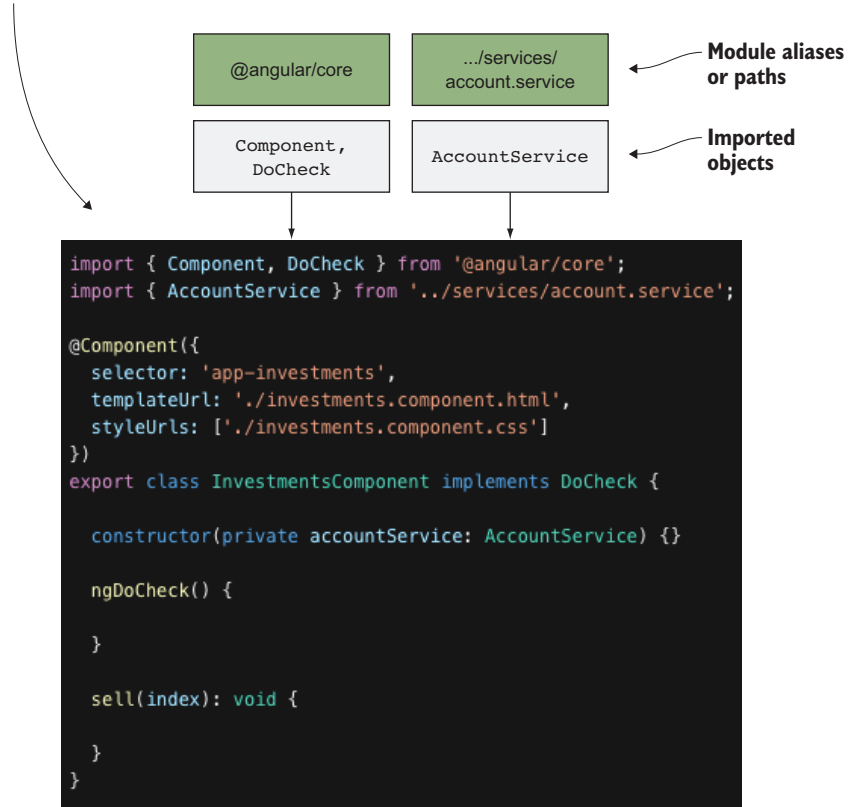 @angular/core
.../services/
account.service
Module aliases
or paths
Component,
DoCheck
AccountService
Imported
objects
import { Component, DoCheck } from '@angular/core';
import { AccountService } from '../services/account.service';
@Component({
  selector: 'app-investments',
  templateUrl: './investments.component.html',
  styleUrls: ['./investments.component.css']
})
export class InvestmentsComponent implements DoCheck {
  constructor(private accountService: AccountService) {}
  ngDoCheck() {
  }
  sell(index): void {
  }
}